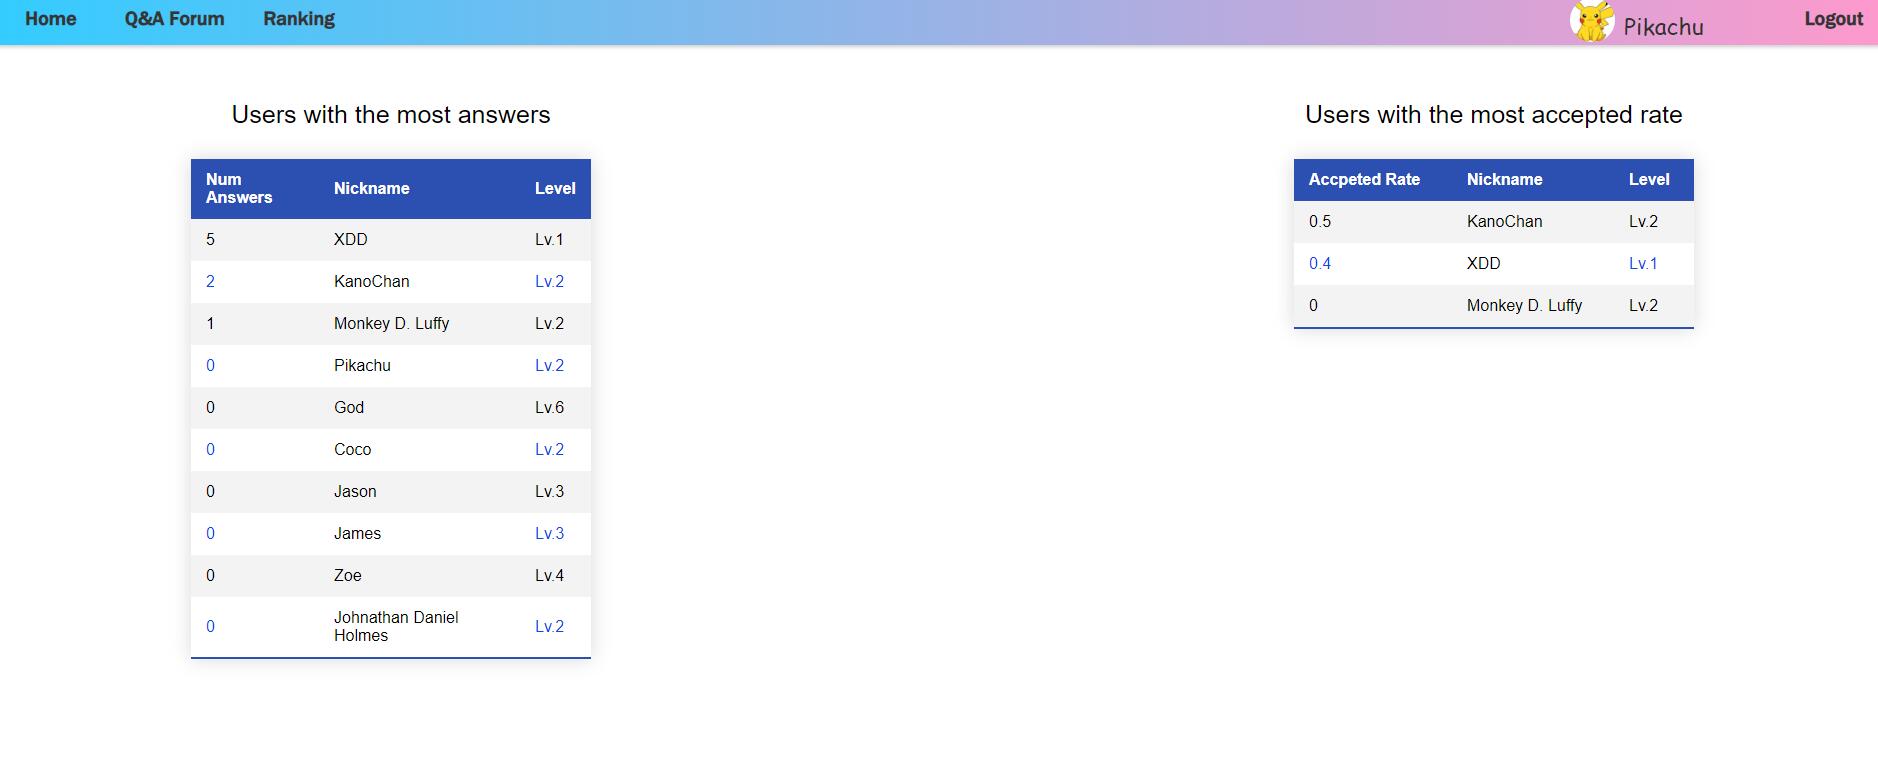 Home Q&A Forum Ranking Pikachu Logout
Users with the most answers
Num Answers Nickname Level
5 XDD Lv.1
2 KanoChan Lv.2
1 Monkey D. Luffy Lv.2
0 Pikachu Lv.2
0 God Lv.6
0 Coco Lv.2
0 Jason Lv.3
0 James Lv.3
0 Zoe Lv.4
0 Johnathan Daniel Holmes Lv.2
Users with the most accepted rate
Accpeted Rate Nickname Level
0.5 KanoChan Lv.2
0.4 XDD Lv.1
0 Monkey D. Luffy Lv.2